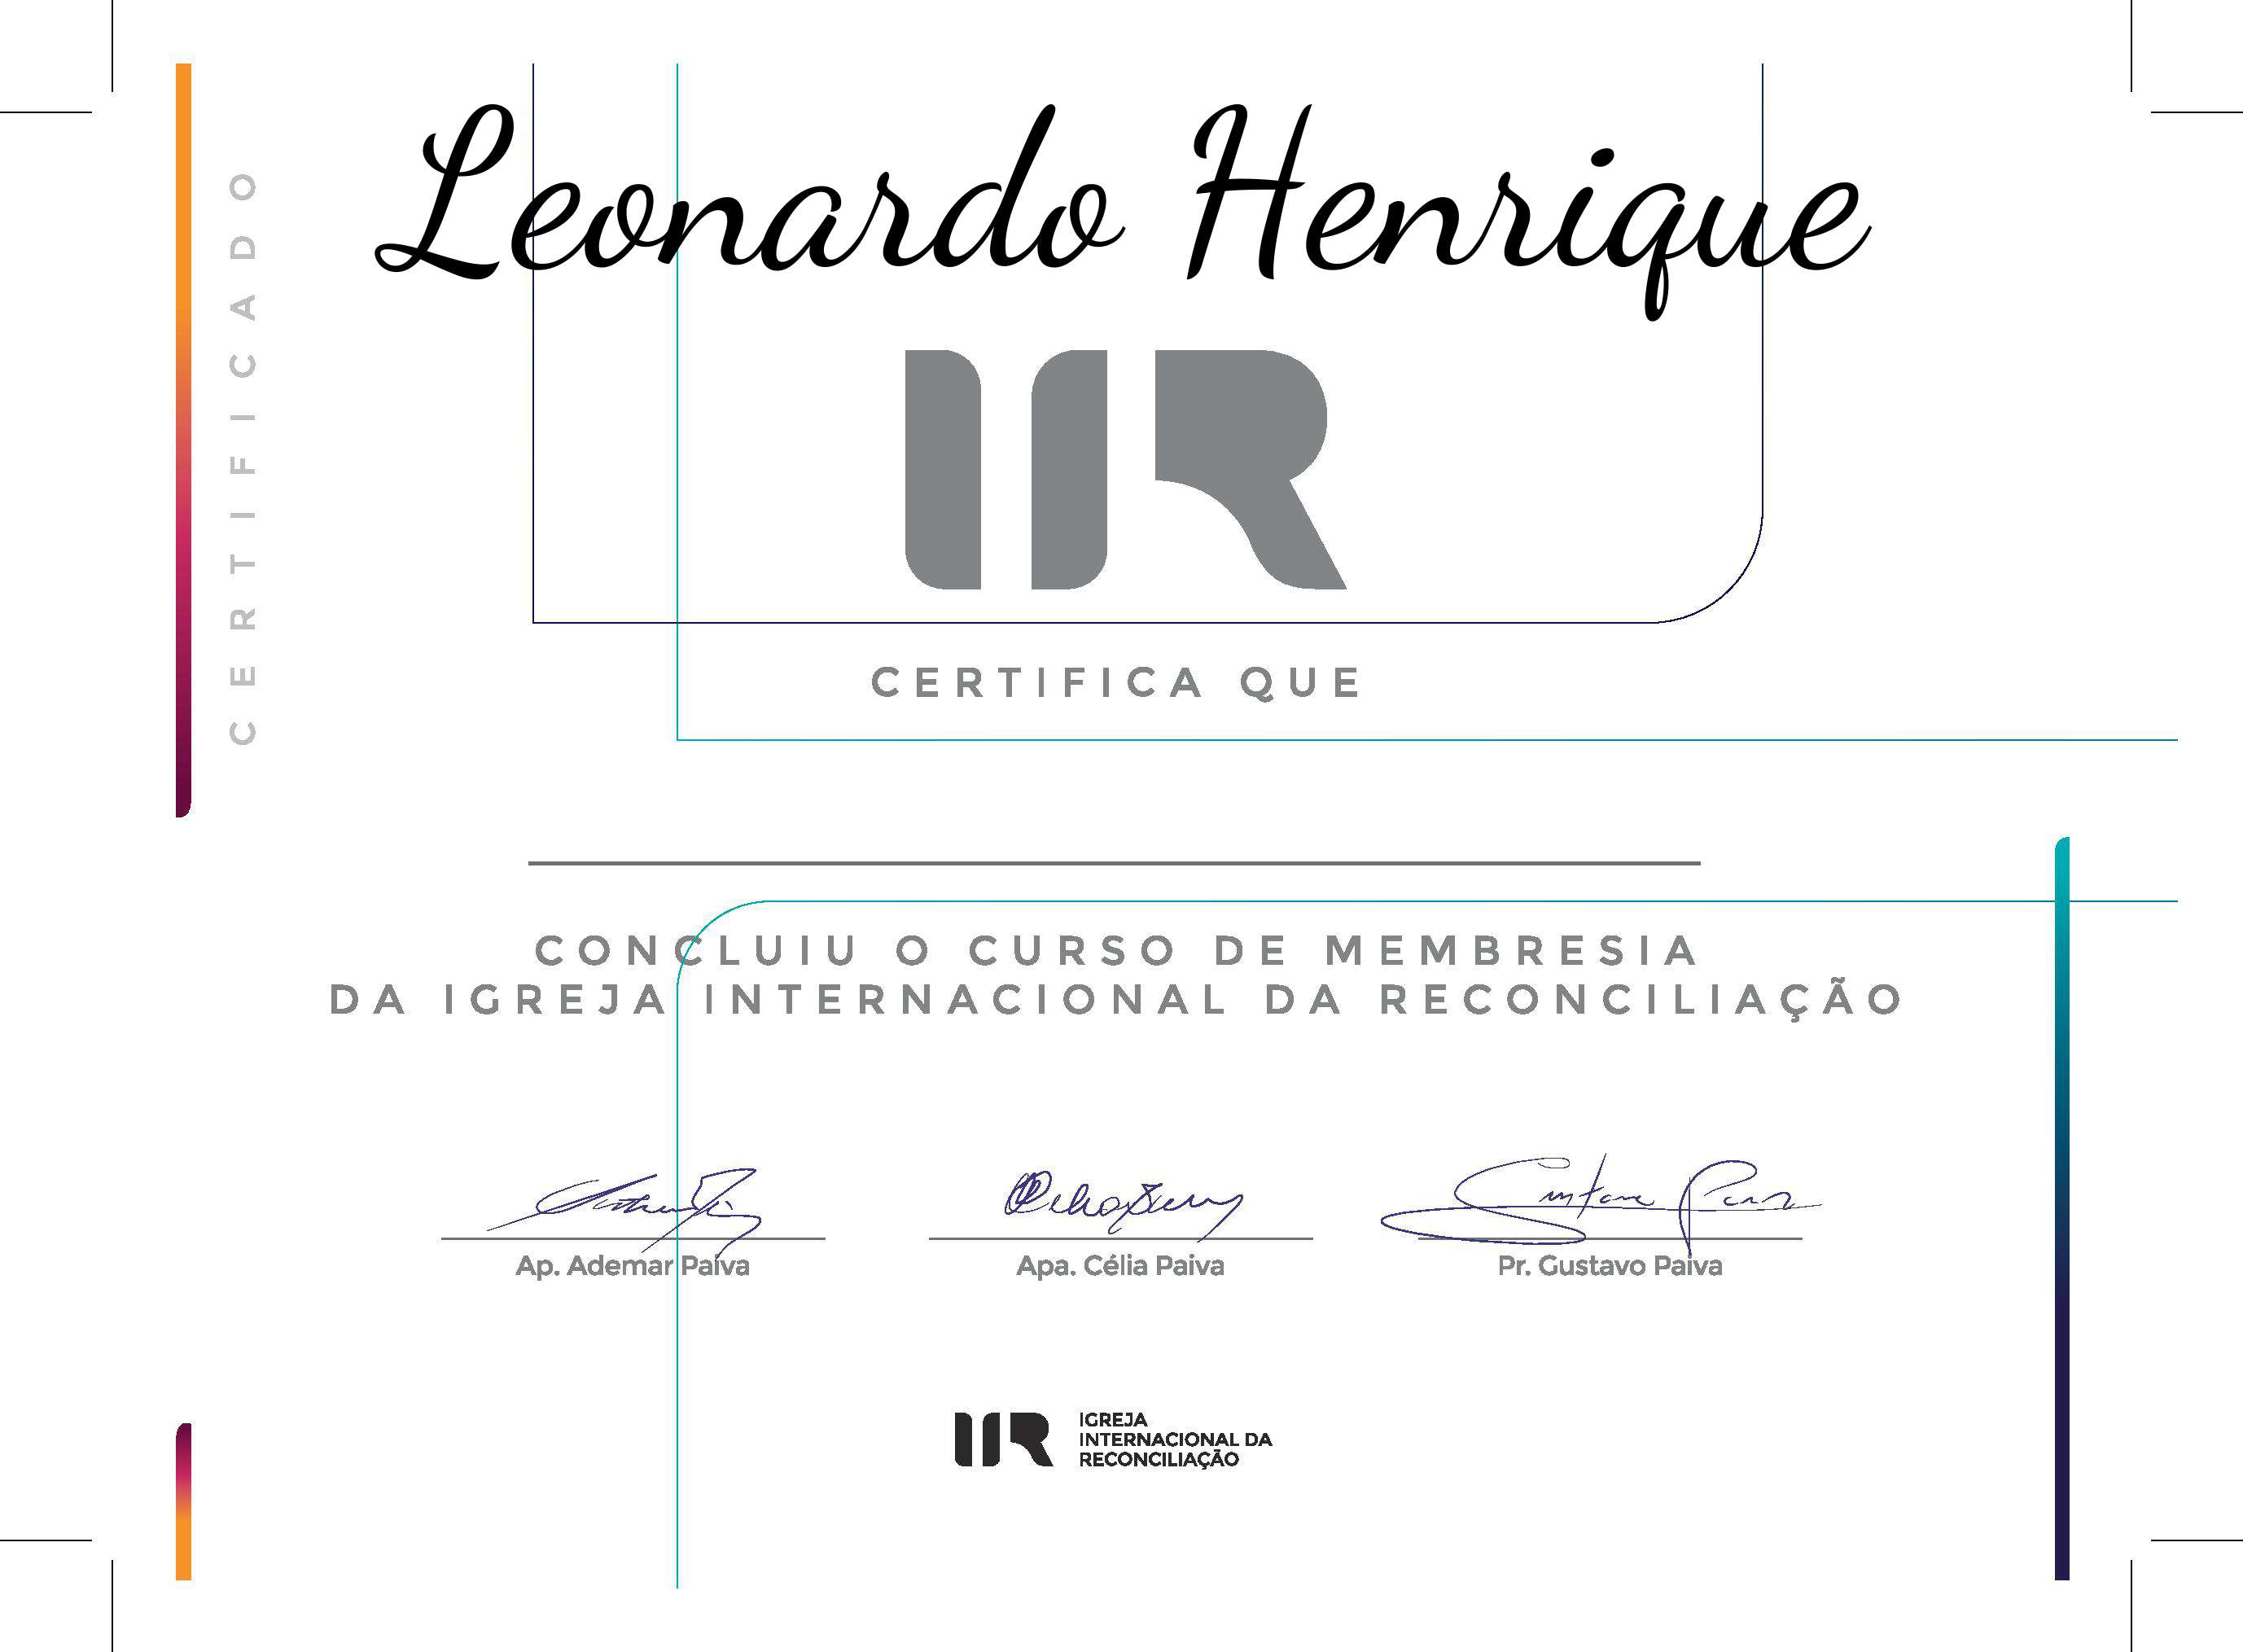 CERTIFICADO
Leonardo Henrique
IIR
CERTIFICA QUE
CONCLUIU O CURSO DE MEMBRESIA
DA IGREJA INTERNACIONAL DA RECONCILIAÇÃO
Ap. Ademar Paiva
Apa. Célia Paiva
Pr. Gustavo Paiva
IIR
IGREJA
INTERNACIONAL DA
RECONCILIAÇÃO